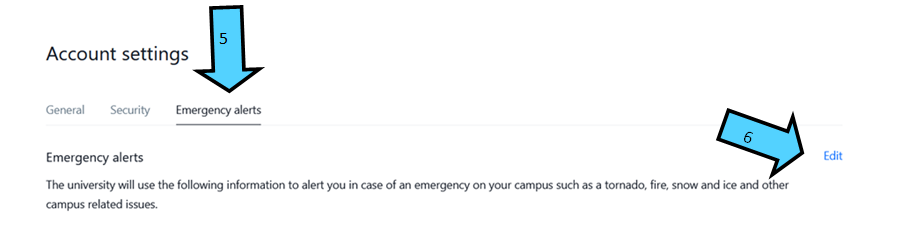 5
Account settings
General Security Emergency alerts
6
Emergency alerts Edit
The university will use the following information to alert you in case of an emergency on your campus such as a tornado, fire, snow and ice and other
campus related issues.